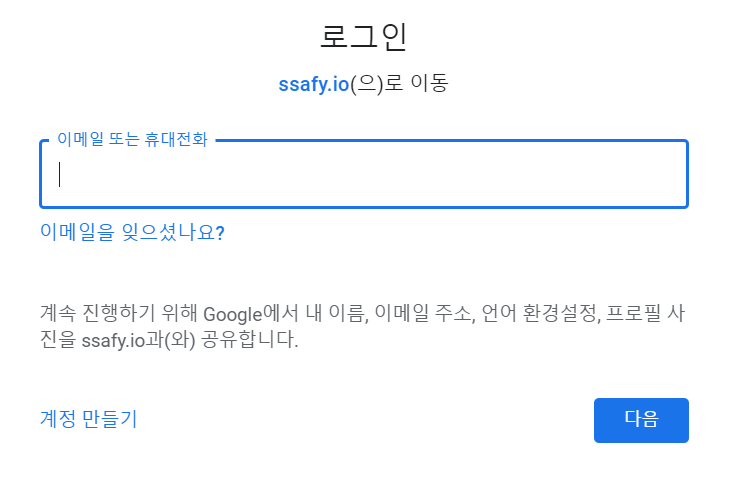 로그인
ssafy.io(으)로 이동
이메일 또는 휴대전화
이메일을 잊으셨나요?
계속 진행하기 위해 Google에서 내 이름, 이메일 주소, 언어 환경설정, 프로필 사
진을 ssafy.io과(와) 공유합니다.
계정 만들기
다음